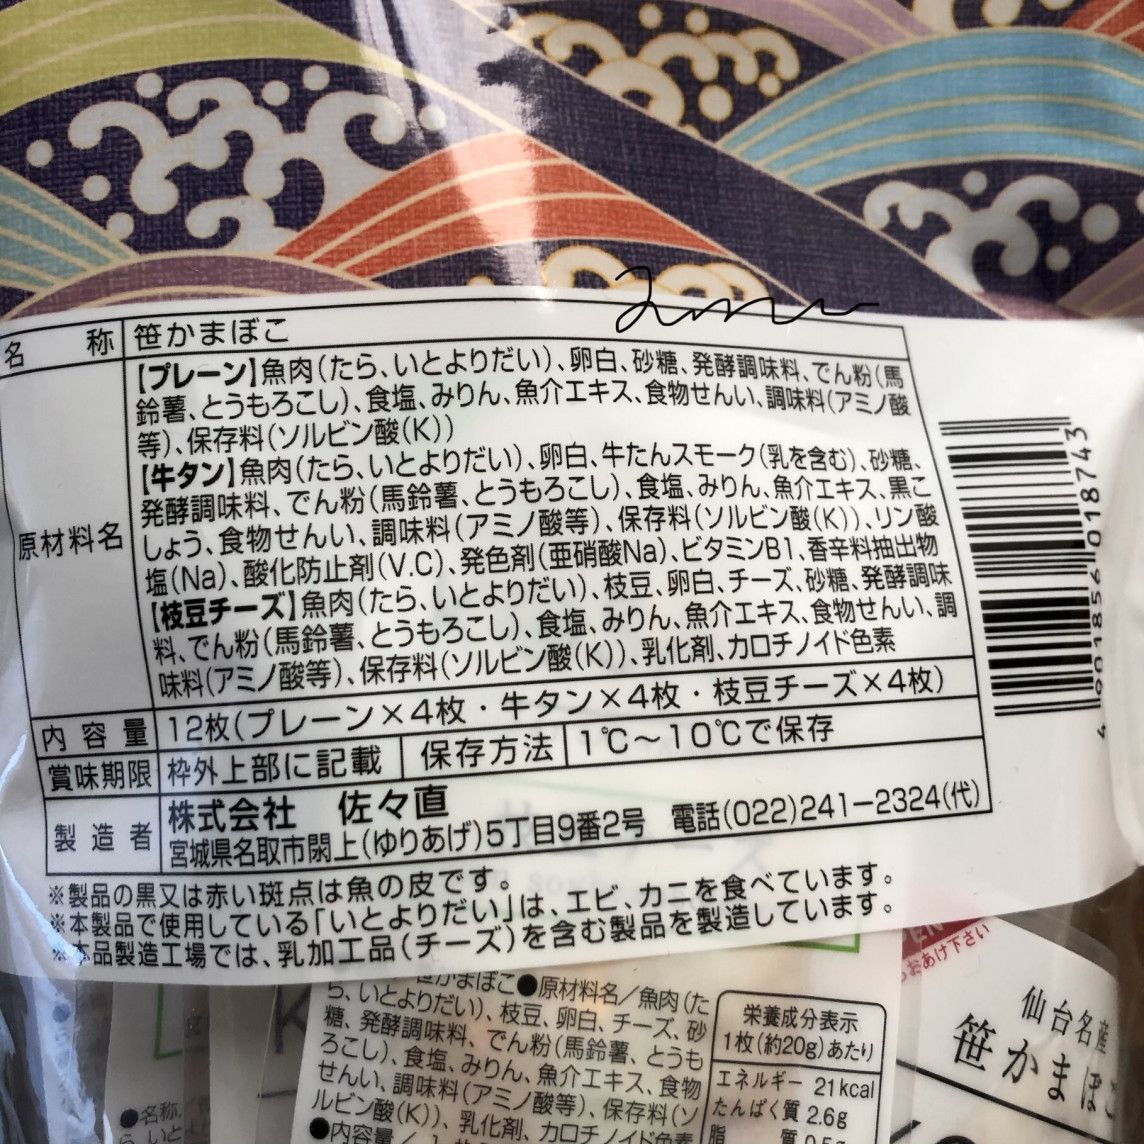 名称 笹かまぼこ
原材料名
【プレーン】魚肉(たら、いとよりだい)、卵白、砂糖、発酵調味料、でん粉(馬
鈴薯、とうもろこし)、食塩、みりん、魚介エキス、食物せんい、調味料(アミノ酸
等)、保存料(ソルビン酸(K))
【牛タン】魚肉(たら、いとよりだい)、卵白、牛たんスモーク(乳を含む)、砂糖、
発酵調味料、でん粉(馬鈴薯、とうもろこし)、食塩、みりん、魚介エキス、黒こ
しょう、食物せんい、調味料(アミノ酸等)、保存料(ソルビン酸(K))、リン酸
塩(Na)、酸化防止剤(V.C)、発色剤(亜硝酸Na)、ビタミンB1、香辛料抽出物
【枝豆チーズ】魚肉(たら、いとよりだい)、枝豆、卵白、チーズ、砂糖、発酵調味
料、でん粉(馬鈴薯、とうもろこし)、食塩、みりん、魚介エキス、食物せんい、調
味料(アミノ酸等)、保存料(ソルビン酸(K))、乳化剤、カロチノイド色素
内容量 12枚(プレーン×4枚・牛タン×4枚・枝豆チーズ×4枚)
賞味期限 枠外上部に記載 保存方法 1℃〜10℃で保存
製造者 株式会社 佐々直
宮城県名取市閖上(ゆりあげ)5丁目9番2号 電話(022)241−2324(代)
※製品の黒又は赤い斑点は魚の皮です。
※本製品で使用している「いとよりだい」は、エビ、カニを食べています。
※本品製造工場では、乳加工品(チーズ)を含む製品を製造しています。
4 901856 018743
笹かまぼこ●原材料名/魚肉(た
ら、いとよりだい)、枝豆、卵白、チーズ、砂
糖、発酵調味料、でん粉(馬鈴薯、とうも
ろこし)、食塩、みりん、魚介エキス、食物
せんい、調味料(アミノ酸等)、保存料(ソ
ルビン酸(K))、乳化剤、カロチノイド色素
●内容量/
栄養成分表示
1枚(約20g)あたり
エネルギー 21kcal
たんぱく質 2.6g
脂質
おあけ下さい
仙台名産
笹かまぼこ
●名称
ら、いと